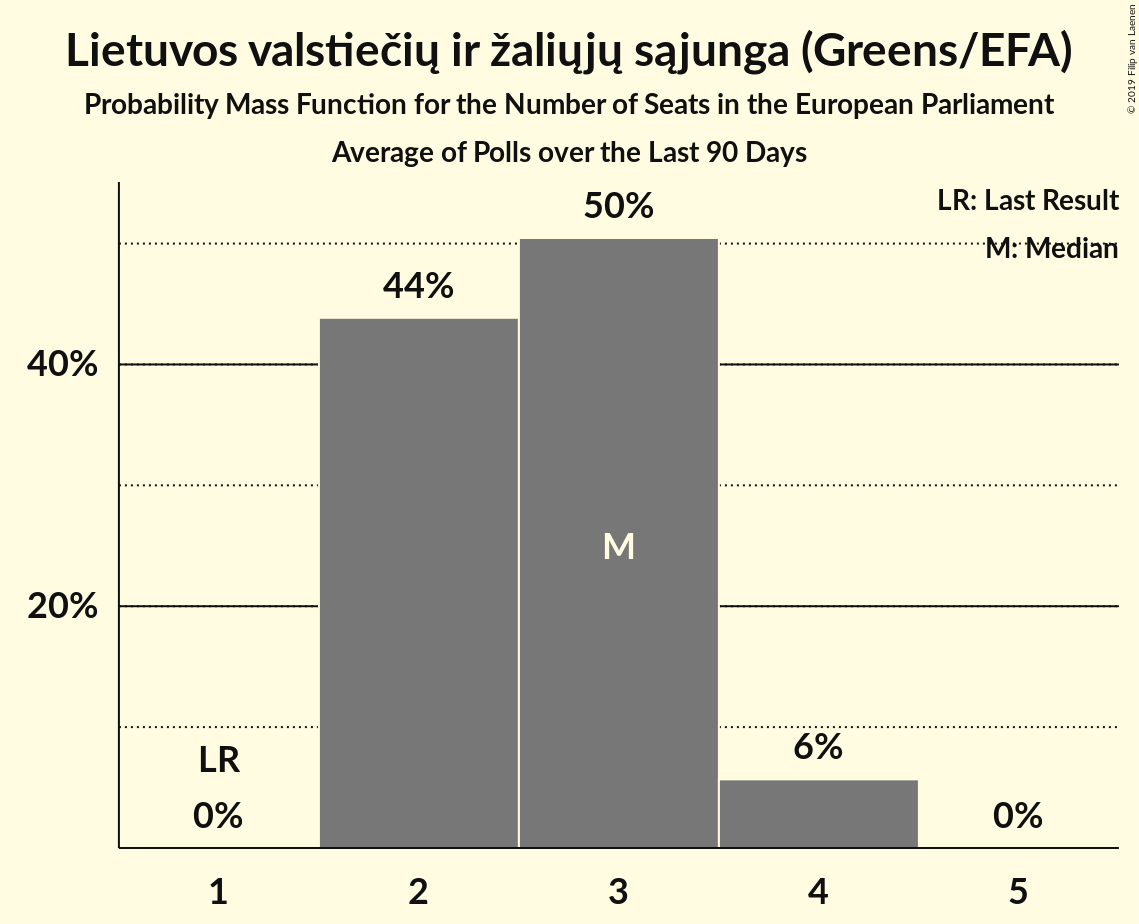 Lietuvos valstiečių ir žaliųjų sąjunga (Greens/EFA)
Probability Mass Function for the Number of Seats in the European Parliament
Average of Polls over the Last 90 Days
© 2019 Filip van Laenen
LR: Last Result
M: Median
50%
44%
40%
M
20%
6%
LR
0%
0%
1 2 3 4 5